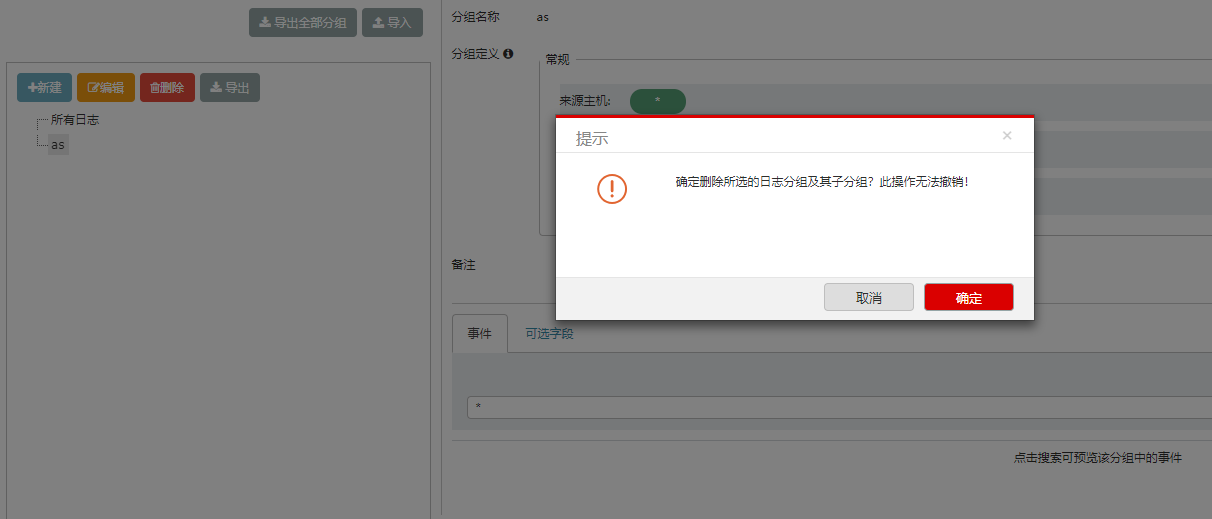 导出全部分组
导入
新建
编辑
删除
导出
所有日志
as
分组名称
as
分组定义
常规
来源主机:
*
提示
×
确定删除所选的日志分组及其子分组？此操作无法撤销！
取消
确定
备注
事件
可选字段
*
点击搜索可预览该分组中的事件